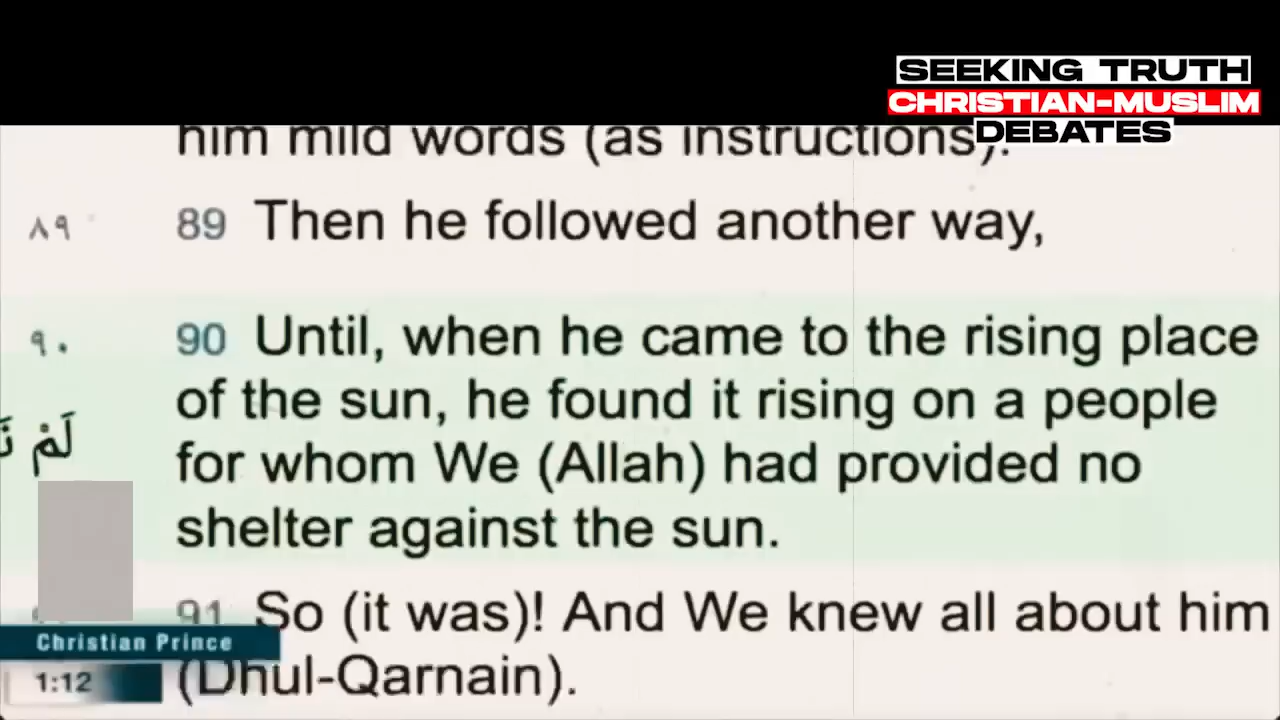 SEEKING TRUTH
CHRISTIAN-MUSLIM
DEBATES
him mild words (as instructions).
٨٩ 89 Then he followed another way,
٩٠ 90 Until, when he came to the rising place
of the sun, he found it rising on a people
لَمْ for whom We (Allah) had provided no
shelter against the sun.
91 So (it was)! And We knew all about him
Christian Prince
1:12 (Dhul-Qarnain).